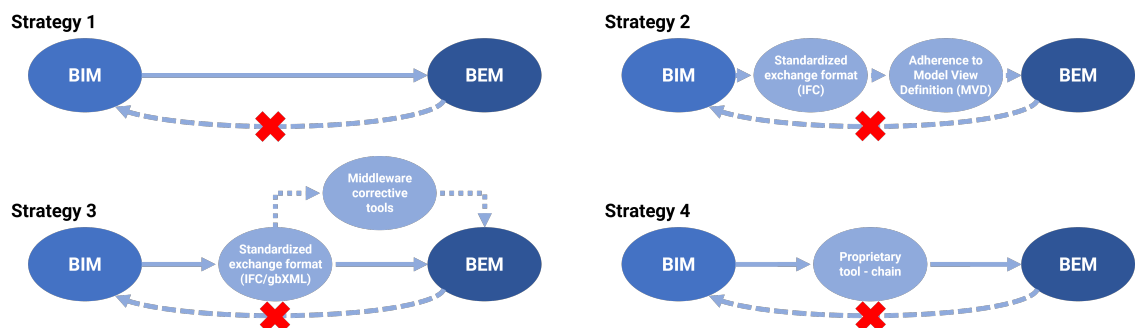 Strategy 1
BIM
BEM
Strategy 2
BIM
Standardized
exchange format
(IFC)
Adherence to
Model View
Definition (MVD)
BEM
Strategy 3
BIM
Standardized
exchange format
(IFC/gbXML)
Middleware
corrective
tools
BEM
Strategy 4
BIM
Proprietary
tool - chain
BEM